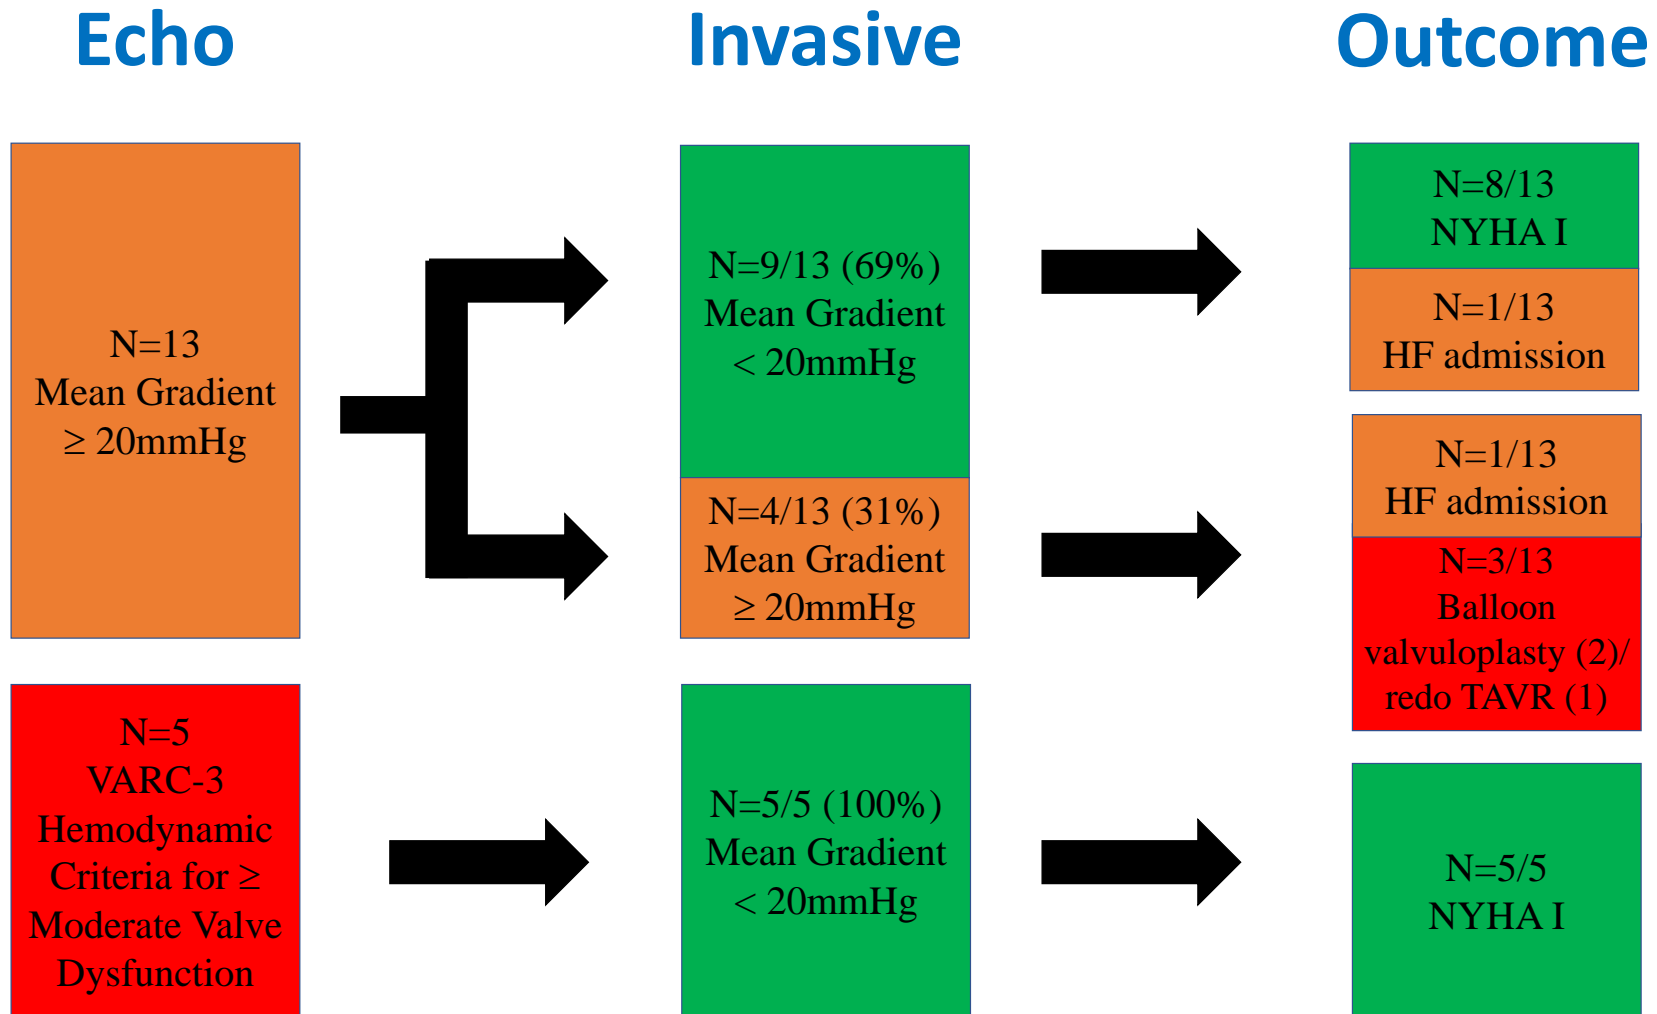 Echo
Invasive
Outcome
N=13
Mean Gradient
≥ 20mmHg
N=9/13 (69%)
Mean Gradient
< 20mmHg
N=4/13 (31%)
Mean Gradient
≥ 20mmHg
N=8/13
NYHA I
N=1/13
HF admission
N=1/13
HF admission
N=3/13
Balloon
valvuloplasty (2)/
redo TAVR (1)
N=5
VARC-3
Hemodynamic
Criteria for ≥
Moderate Valve
Dysfunction
N=5/5 (100%)
Mean Gradient
< 20mmHg
N=5/5
NYHA I